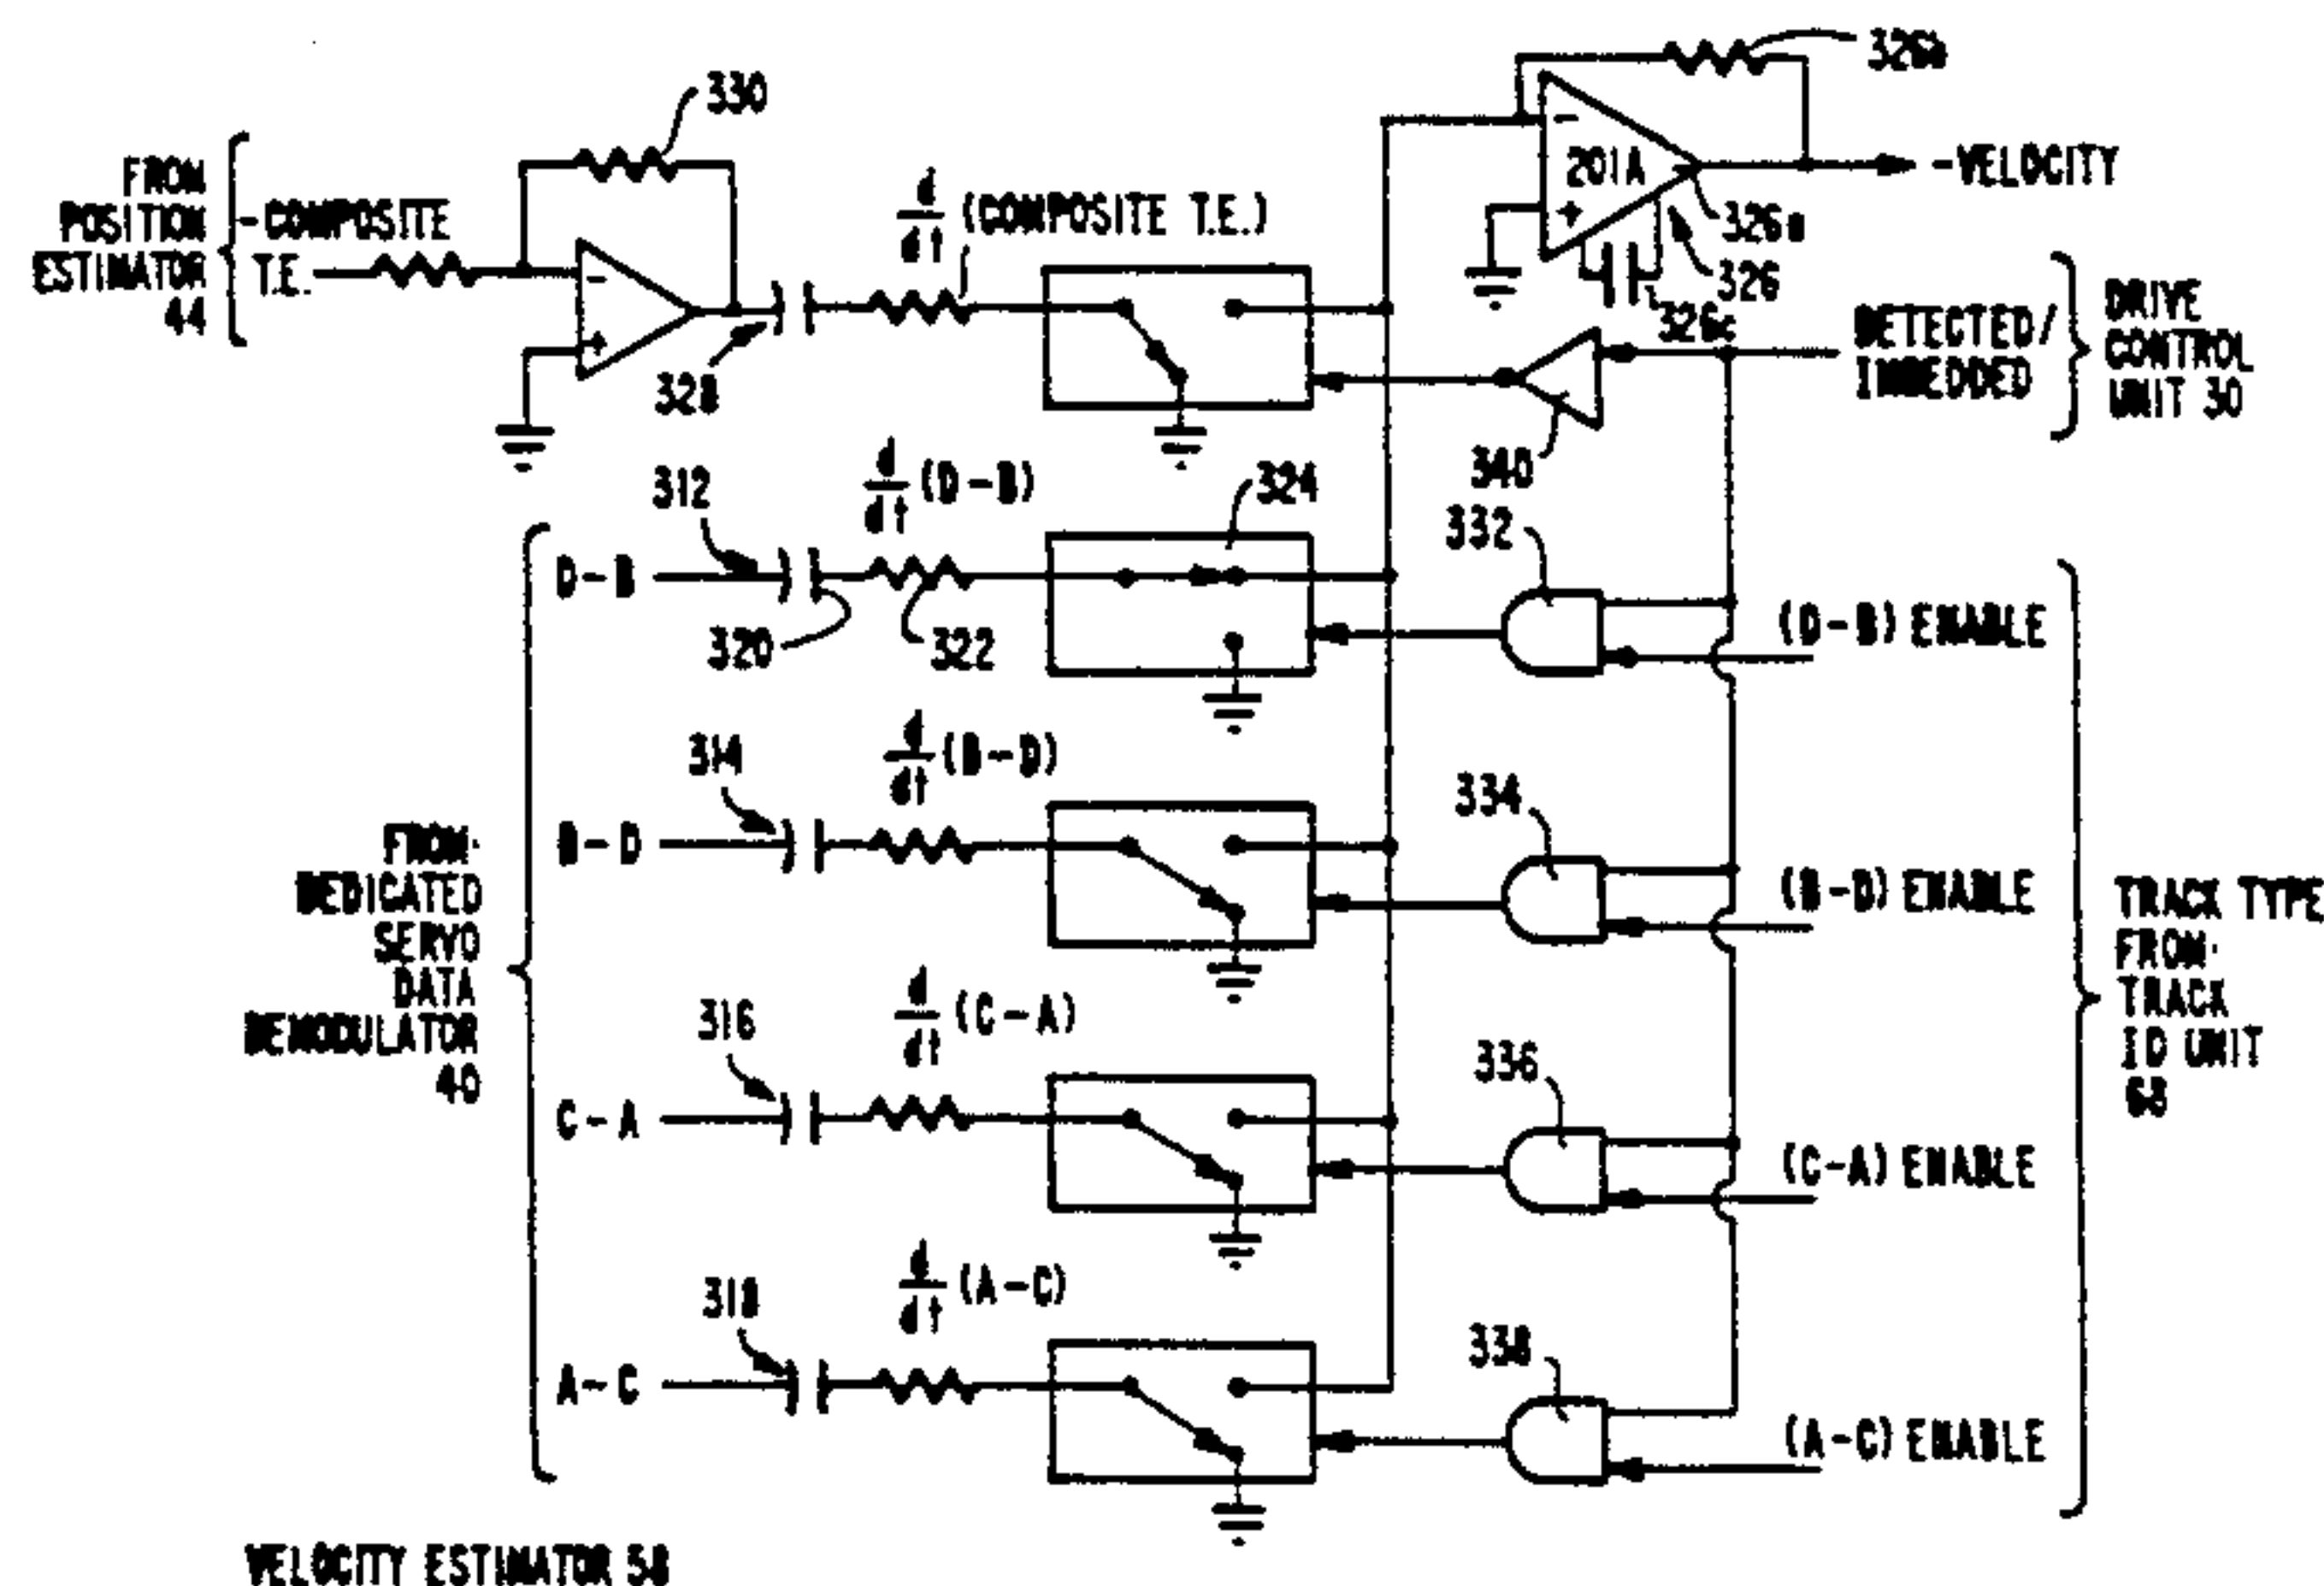 330
326b
FROM
POSITION
ESTIMATOR
44
-COMPOSITE
T.E.
d/dt (COMPOSITE T.E.)
201A
-VELOCITY
326a
326
326c
328
DETECTED/
IMBEDDED
DRIVE
CONTROL
UNIT 30
340
312
d/dt (D-B)
324
332
D-B
320
322
(D-B) ENABLE
314
d/dt (B-D)
334
B-D
(B-D) ENABLE
FROM
DEDICATED
SERVO
DATA
DEMODULATOR
TRACK TYPE
FROM
TRACK
ID UNIT
68
316
d/dt (C-A)
336
C-A
(C-A) ENABLE
318
d/dt (A-C)
338
A-C
(A-C) ENABLE
VELOCITY ESTIMATOR 58